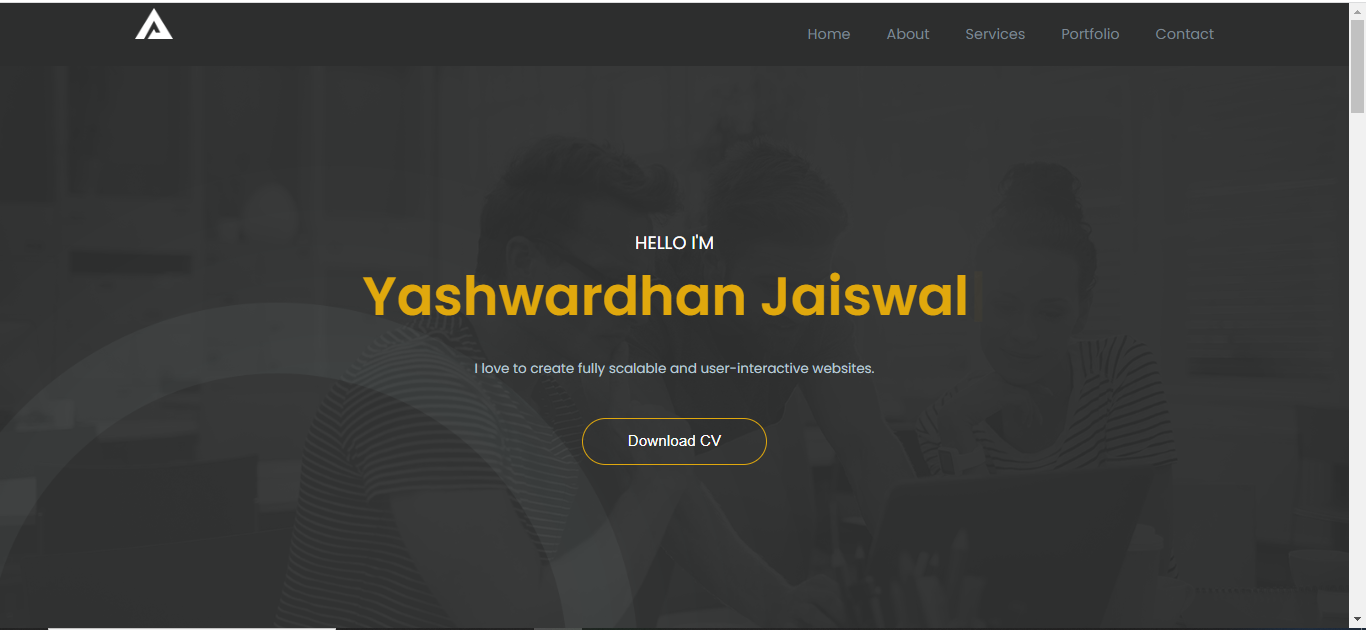 Home About Services Portfolio Contact
HELLO I'M
Yashwardhan Jaiswal
I love to create fully scalable and user-interactive websites.
Download CV